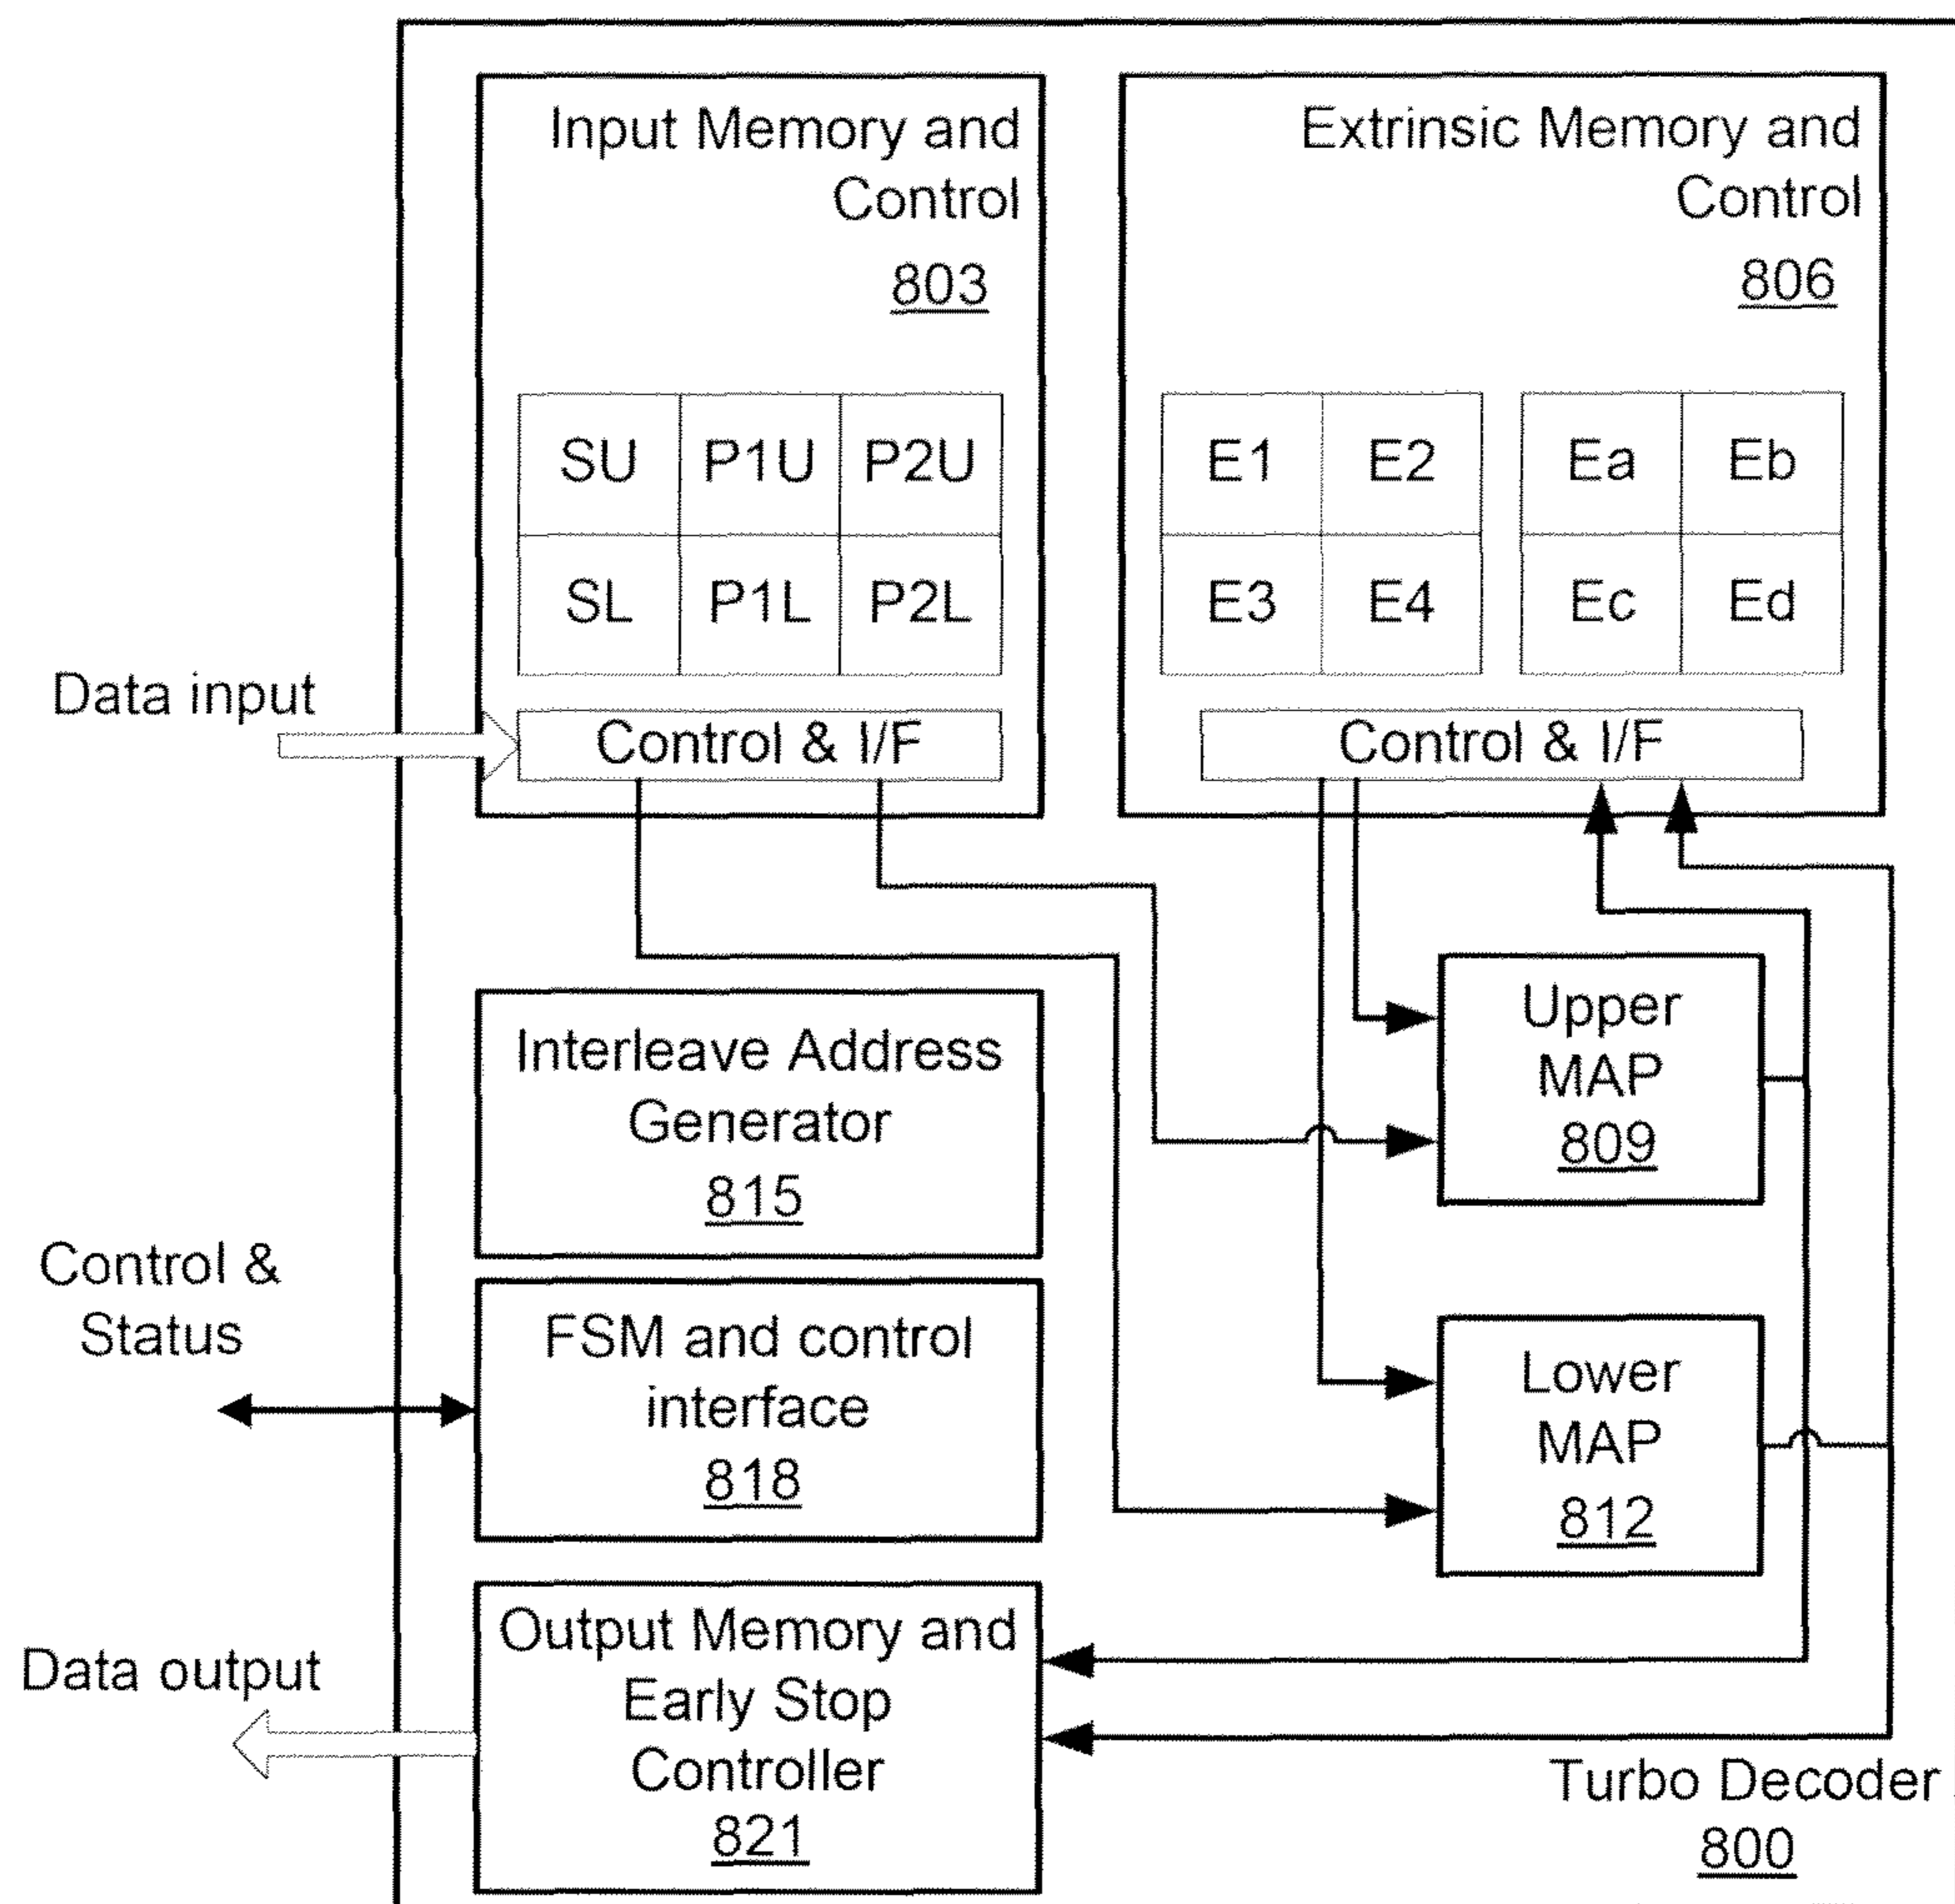 Input Memory and
Control
803
Extrinsic Memory and
Control
806
SU P1U P2U
SL P1L P2L
E1 E2
E3 E4
Ea Eb
Ec Ed
Data input
Control & I/F
Control & I/F
Upper
MAP
809
Interleave Address
Generator
815
Control &
Status
FSM and control
interface
818
Lower
MAP
812
Data output
Output Memory and
Early Stop
Controller
821
Turbo Decoder
800